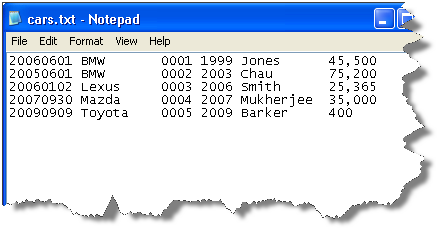 cars.txt - Notepad
File Edit Format View Help
20060601 BMW 0001 1999 Jones 45,500
20050601 BMW 0002 2003 Chau 75,200
20060102 Lexus 0003 2006 Smith 25,365
20070930 Mazda 0004 2007 Mukherjee 35,000
20090909 Toyota 0005 2009 Barker 400